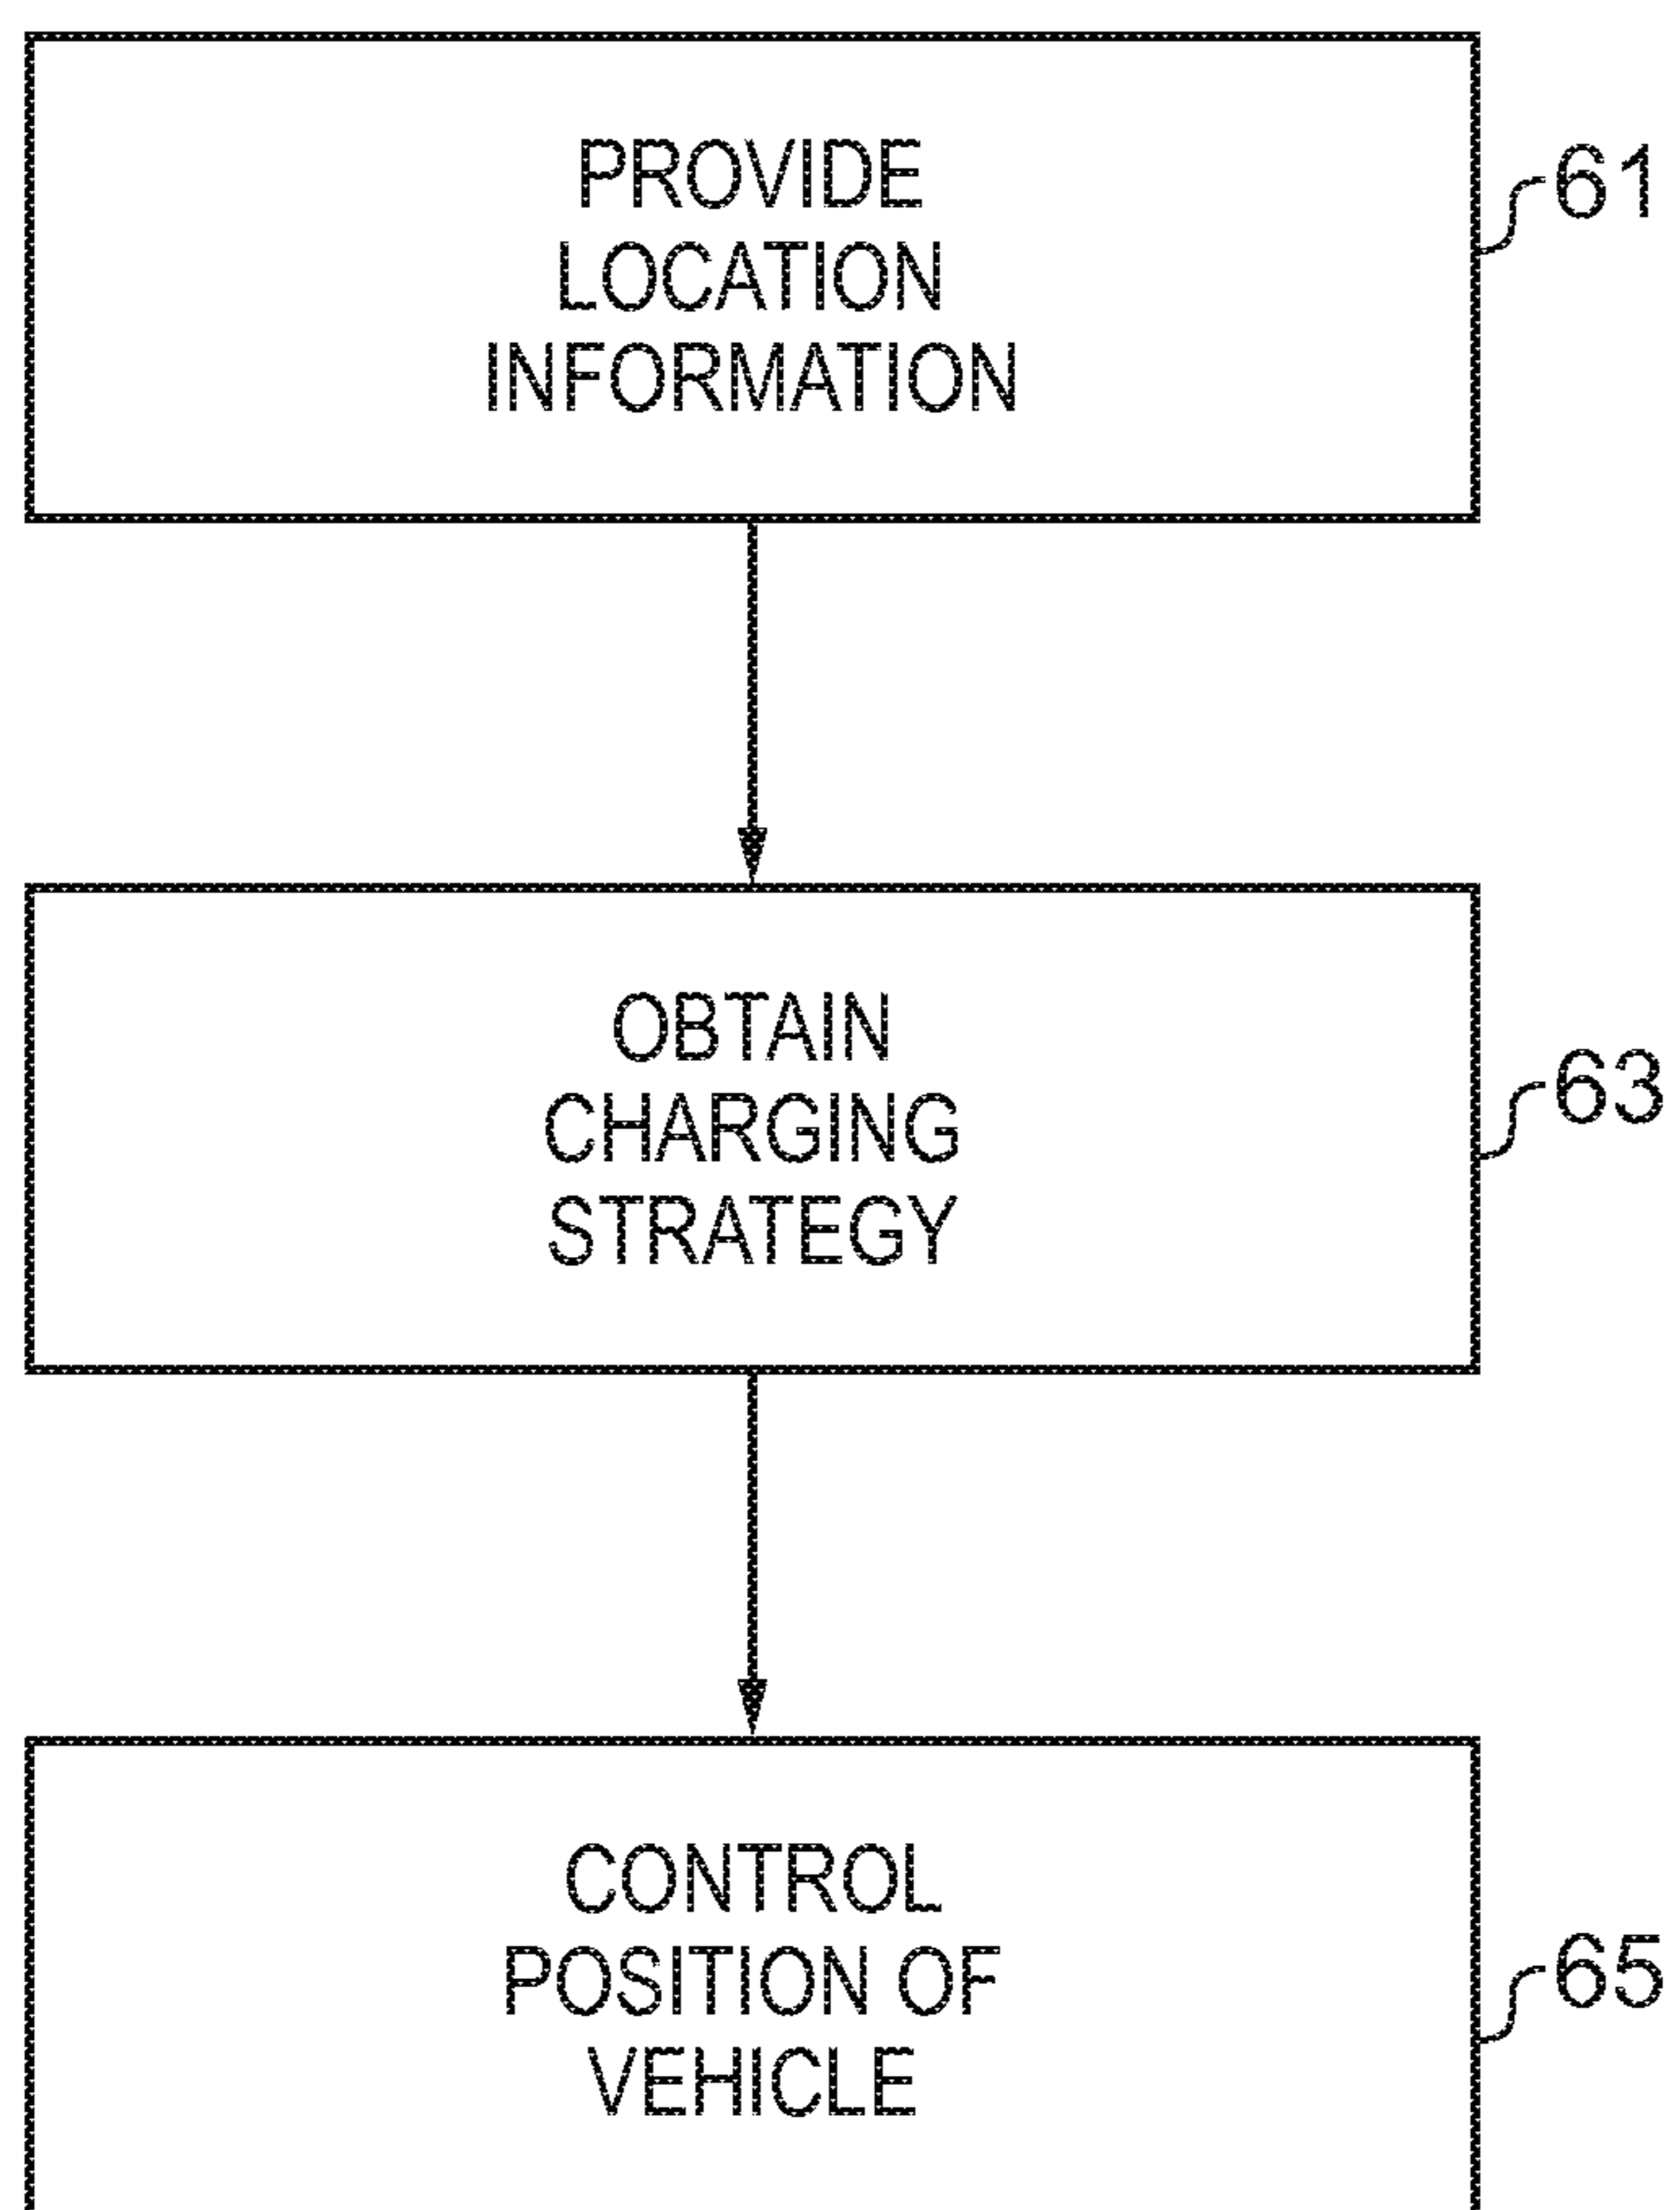 PROVIDE
LOCATION
INFORMATION
61
OBTAIN
CHARGING
STRATEGY
63
CONTROL
POSITION OF
VEHICLE
65